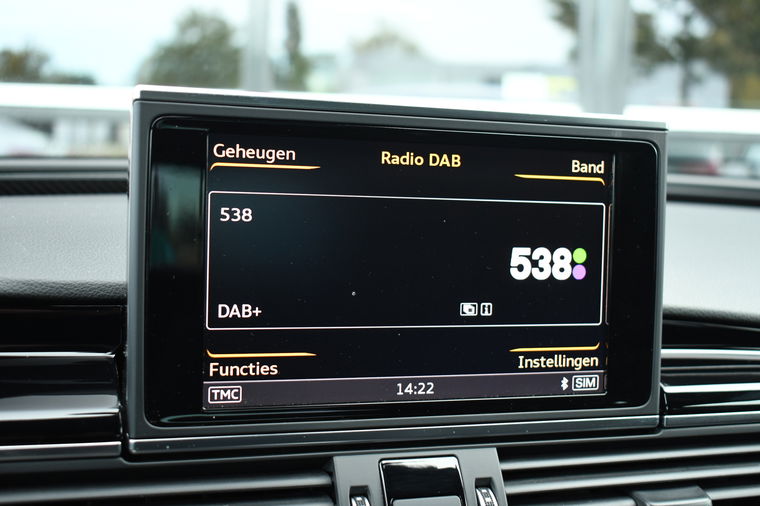 Geheugen
Radio DAB
Band
538
538
DAB+
Functies
Instellingen
TMC
14:22
SIM